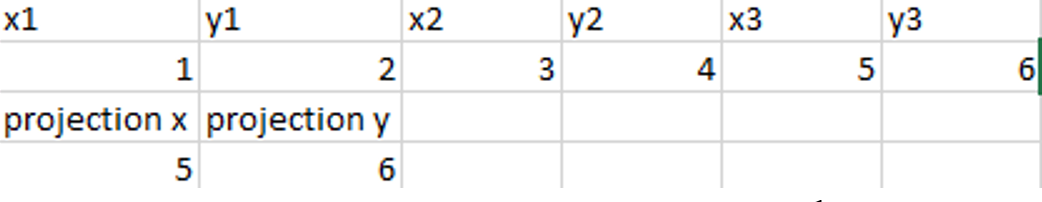 x1 y1 x2 y2 x3 y3
1 2 3 4 5 6
projection x projection y
5 6